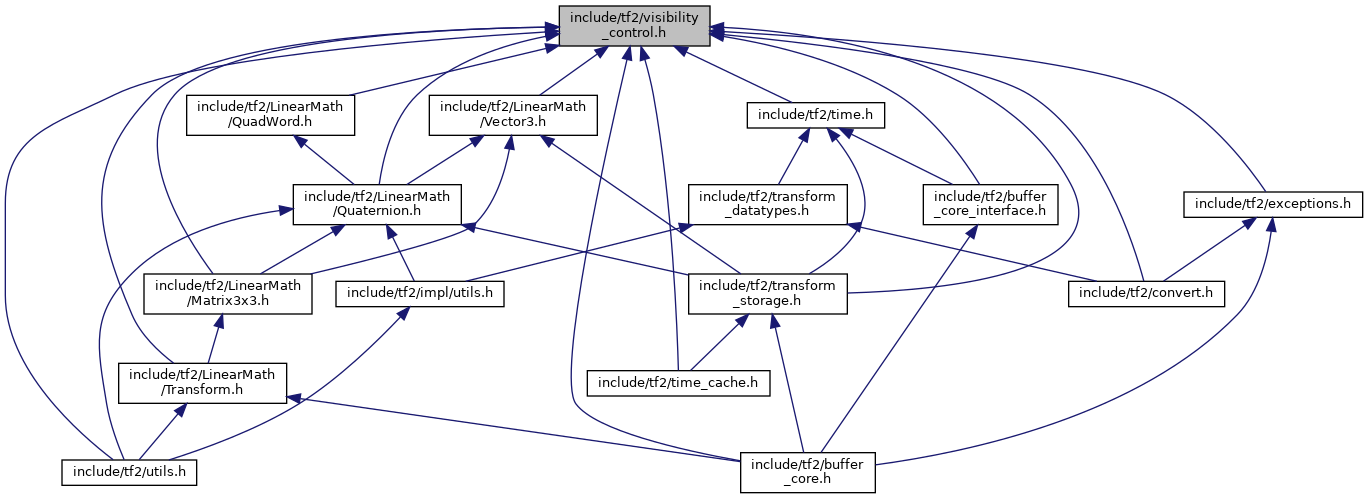 include/tf2/visibility
_control.h
include/tf2/LinearMath
/QuadWord.h
include/tf2/LinearMath
/Vector3.h
include/tf2/time.h
include/tf2/LinearMath
/Quaternion.h
include/tf2/transform
_datatypes.h
include/tf2/buffer
_core_interface.h
include/tf2/exceptions.h
include/tf2/LinearMath
/Matrix3x3.h
include/tf2/impl/utils.h
include/tf2/transform
_storage.h
include/tf2/convert.h
include/tf2/LinearMath
/Transform.h
include/tf2/time_cache.h
include/tf2/utils.h
include/tf2/buffer
_core.h